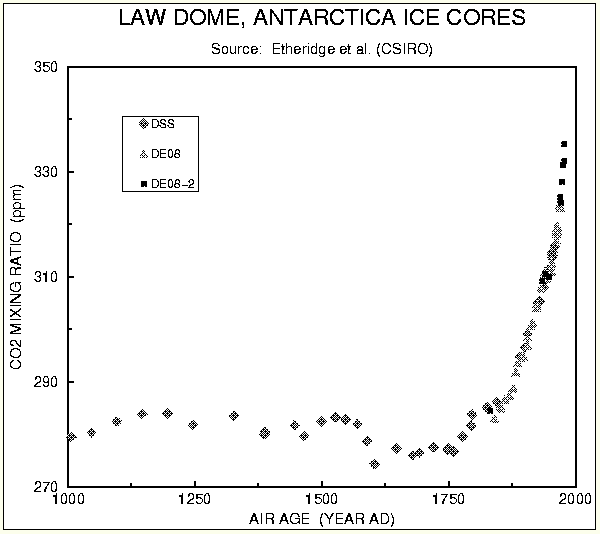 LAW DOME, ANTARCTICA ICE CORES
Source: Etheridge et al. (CSIRO)
350
330
310
290
270
CO2 MIXING RATIO (ppm)
DSS
DE08
DE08-2
1000 1250 1500 1750 2000
AIR AGE (YEAR AD)